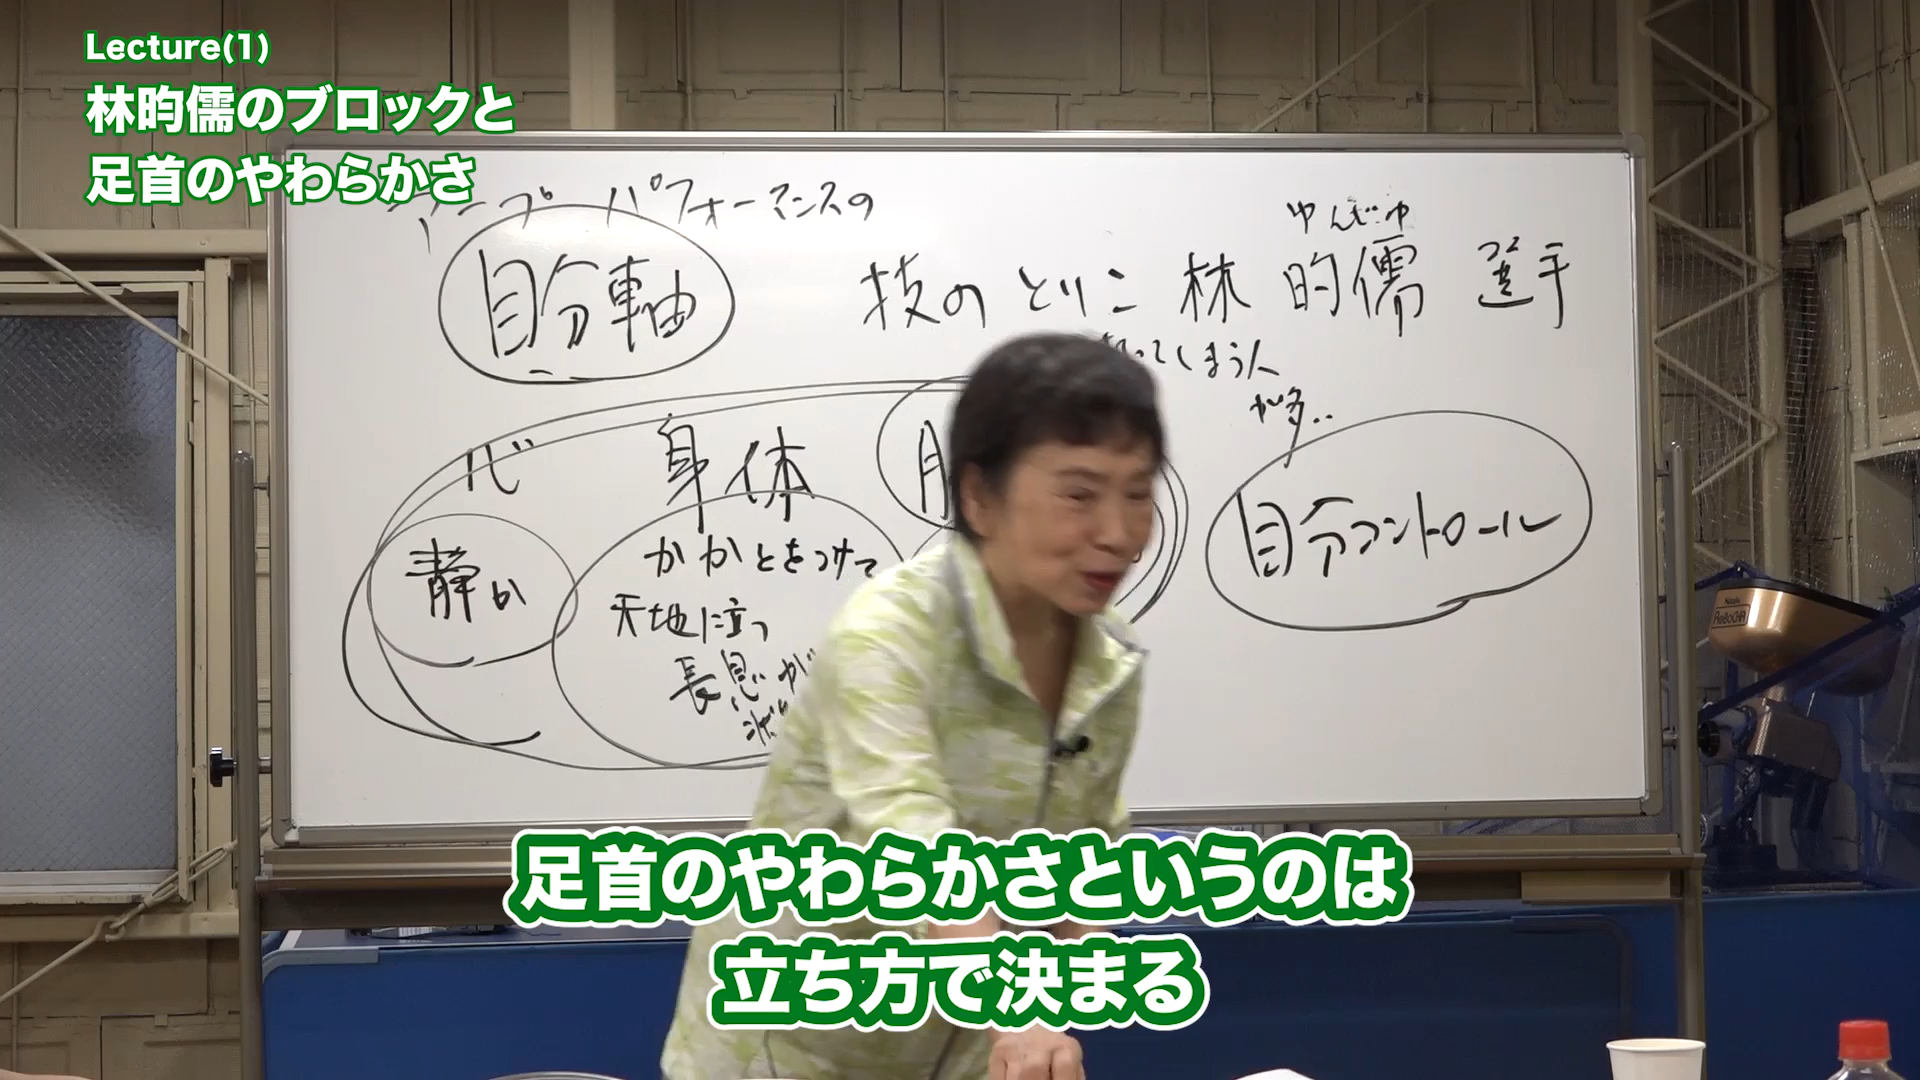 Lecture(1)
林昀儒のブロックと
足首のやわらかさ
パフォーマンスの
自分軸
ゆんじゅ
技のとりこ 林 昀儒 選手
てしまう人
が多い
心 身体
自分コントロール
静か
かかとをつけて
天地に立つ
長息が
足首のやわらかさというのは
立ち方で決まる